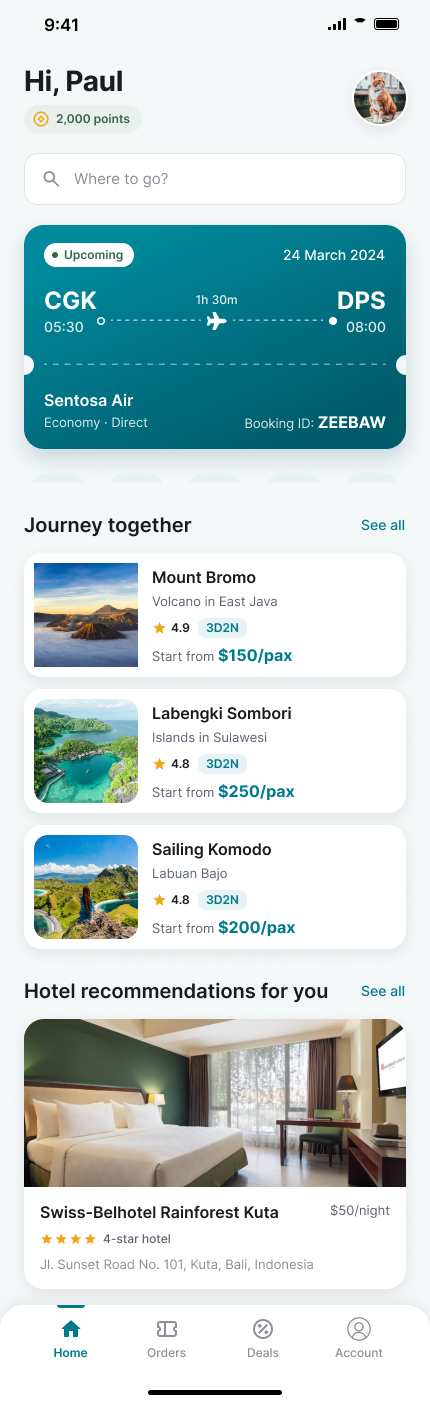 9:41
Hi, Paul
2,000 points
Where to go?
Upcoming
24 March 2024
CGK
1h 30m
DPS
05:30
08:00
Sentosa Air
Economy · Direct
Booking ID: ZEEBAW
Journey together
See all
Mount Bromo
Volcano in East Java
4.9
3D2N
Start from $150/pax
Labengki Sombori
Islands in Sulawesi
4.8
3D2N
Start from $250/pax
Sailing Komodo
Labuan Bajo
4.8
3D2N
Start from $200/pax
Hotel recommendations for you
See all
Swiss-Belhotel Rainforest Kuta
$50/night
4-star hotel
Jl. Sunset Road No. 101, Kuta, Bali, Indonesia
Home
Orders
Deals
Account